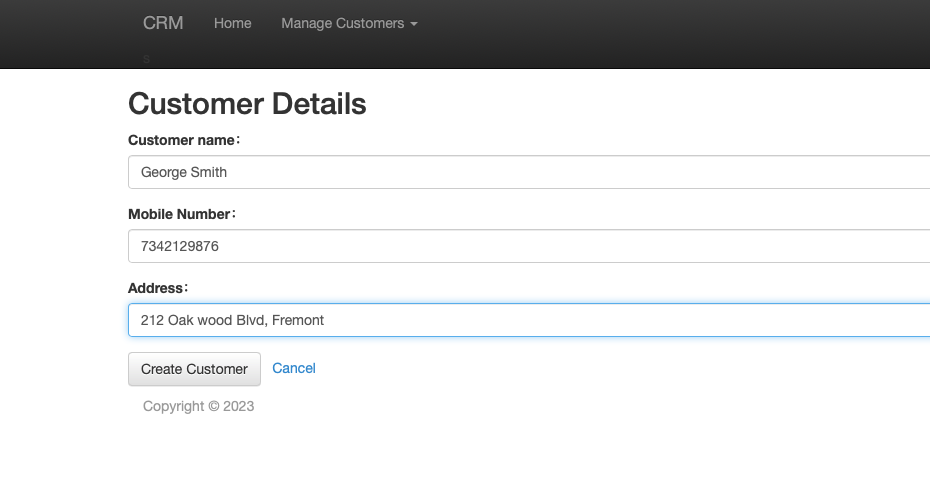 CRM Home Manage Customers
s
Customer Details
Customer name:
George Smith
Mobile Number:
7342129876
Address:
212 Oak wood Blvd, Fremont
Create Customer Cancel
Copyright © 2023